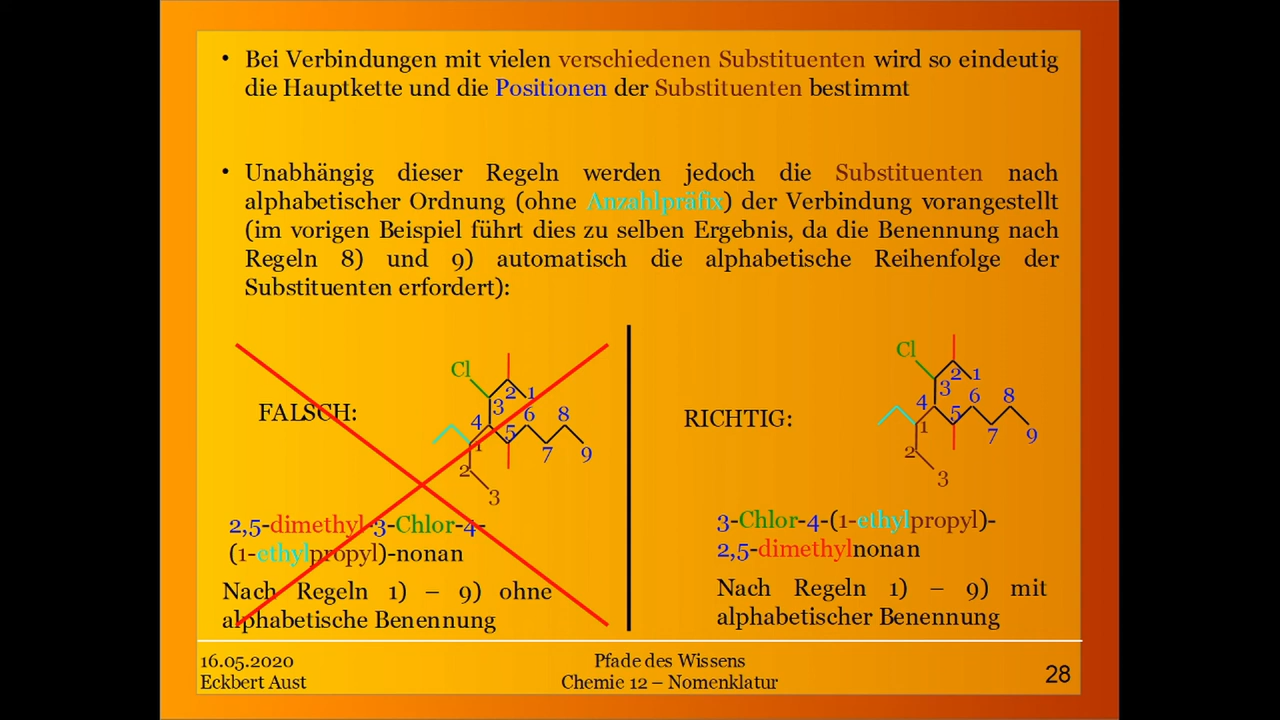 • Bei Verbindungen mit vielen verschiedenen Substituenten wird so eindeutig
die Hauptkette und die Positionen der Substituenten bestimmt
• Unabhängig dieser Regeln werden jedoch die Substituenten nach
alphabetischer Ordnung (ohne Anzahlpräfix) der Verbindung vorangestellt
(im vorigen Beispiel führt dies zu selben Ergebnis, da die Benennung nach
Regeln 8) und 9) automatisch die alphabetische Reihenfolge der
Substituenten erfordert):
FALSCH:
Cl
2 1
3
4 6 8
5
1
7 9
2
3
2,5-dimethyl-3-Chlor-4-
(1-ethylpropyl)-nonan
Nach Regeln 1) – 9) ohne
alphabetische Benennung
RICHTIG:
Cl
2 1
3
4 6 8
5
1
7 9
2
3
3-Chlor-4-(1-ethylpropyl)-
2,5-dimethylnonan
Nach Regeln 1) – 9) mit
alphabetischer Benennung
16.05.2020
Eckbert Aust
Pfade des Wissens
Chemie 12 – Nomenklatur
28